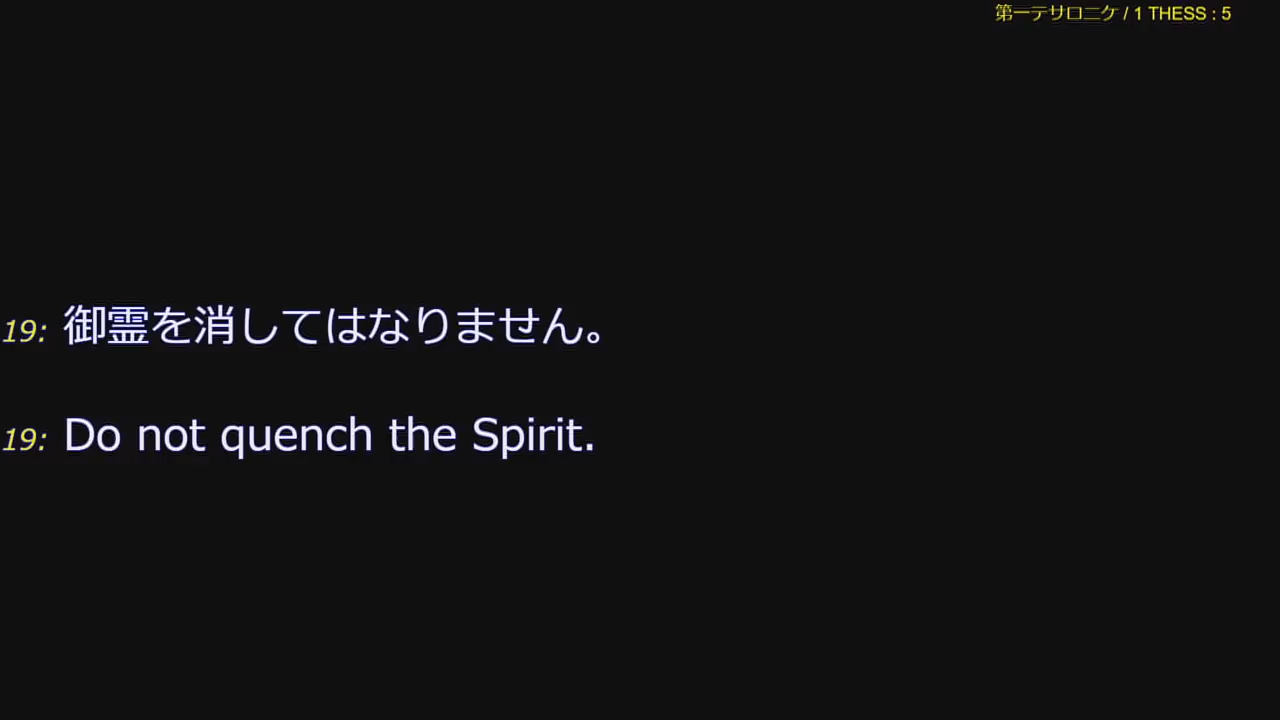 第一テサロニケ / 1 THESS : 5
19: 御霊を消してはなりません。
19: Do not quench the Spirit.